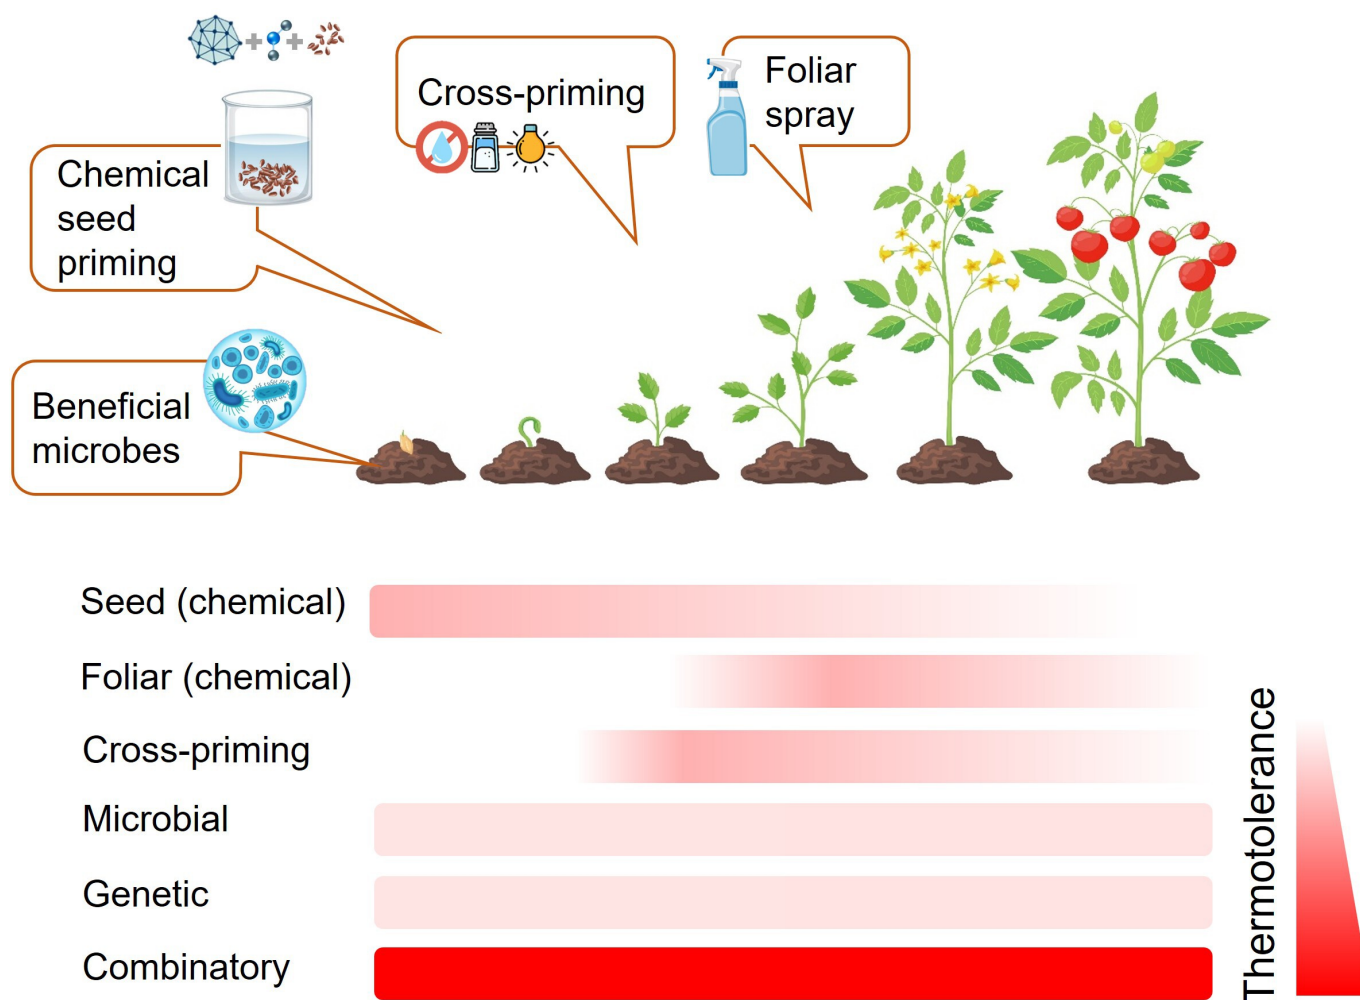 Cross-priming
Foliar
spray
Chemical
seed
priming
Beneficial
microbes
Seed (chemical)
Foliar (chemical)
Cross-priming
Microbial
Genetic
Combinatory
Thermotolerance